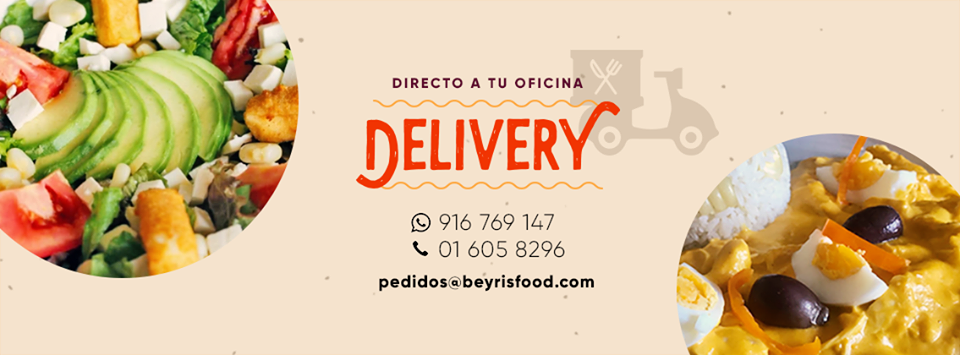 DIRECTO A TU OFICINA
DELIVERY
916 769 147
01 605 8296
pedidos@beyrisfood.com